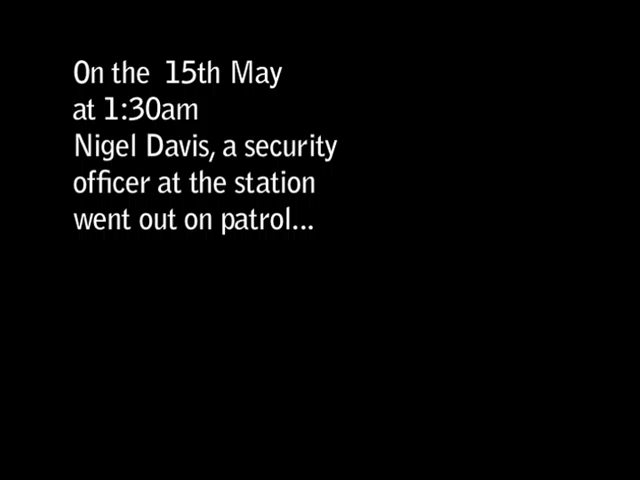 On the 15th May
at 1:30am
Nigel Davis, a security
officer at the station
went out on patrol...